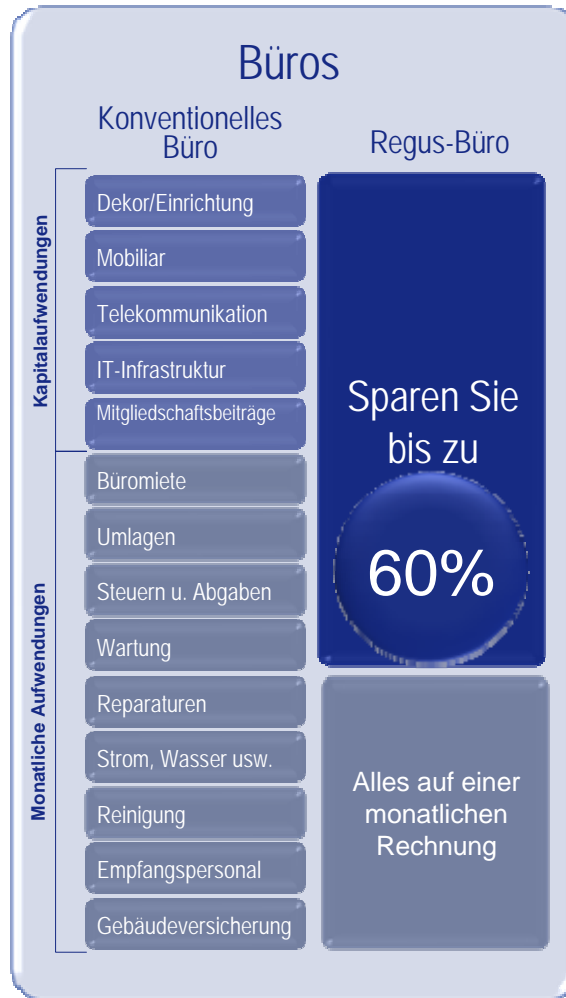 Büros
Konventionelles
Büro
Regus-Büro
Kapitalaufwendungen
Dekor/Einrichtung
Mobiliar
Telekommunikation
IT-Infrastruktur
Mitgliedschaftsbeiträge
Monatliche Aufwendungen
Büromiete
Umlagen
Steuern u. Abgaben
Wartung
Reparaturen
Strom, Wasser usw.
Reinigung
Empfangspersonal
Gebäudeversicherung
Sparen Sie
bis zu
60%
Alles auf einer
monatlichen
Rechnung